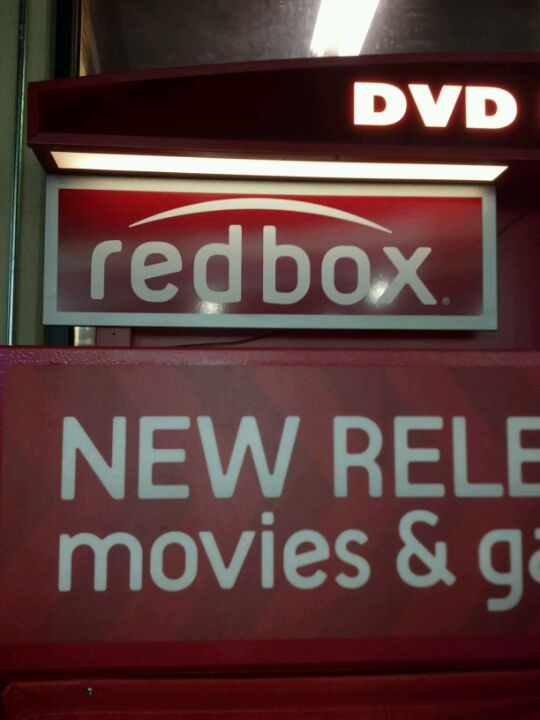 DVD
redbox
NEW RELE
movies & ga